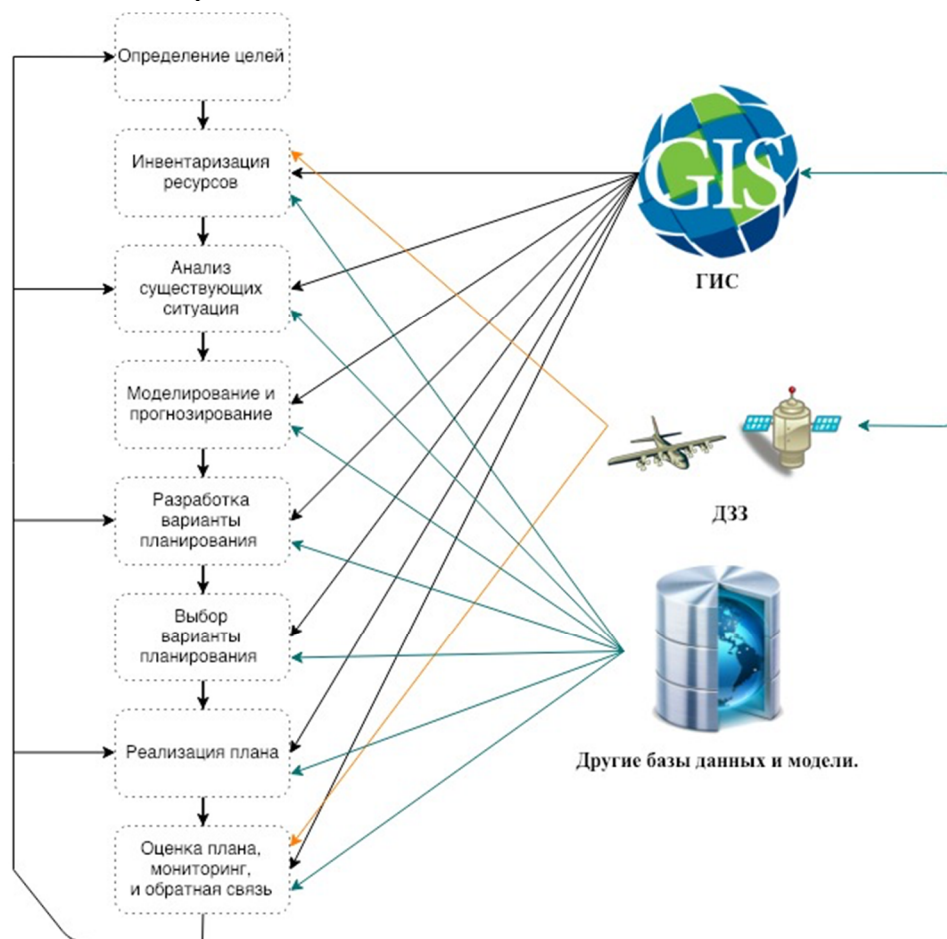 Определение целей
Инвентаризация
ресурсов
Анализ
существующих
ситуация
Моделирование и
прогнозирование
Разработка
варианты
планирования
Выбор
варианты
планирования
Реализация плана
Оценка плана,
мониторинг,
и обратная связь
GIS
ГИС
ДЗЗ
Другие базы данных и модели.